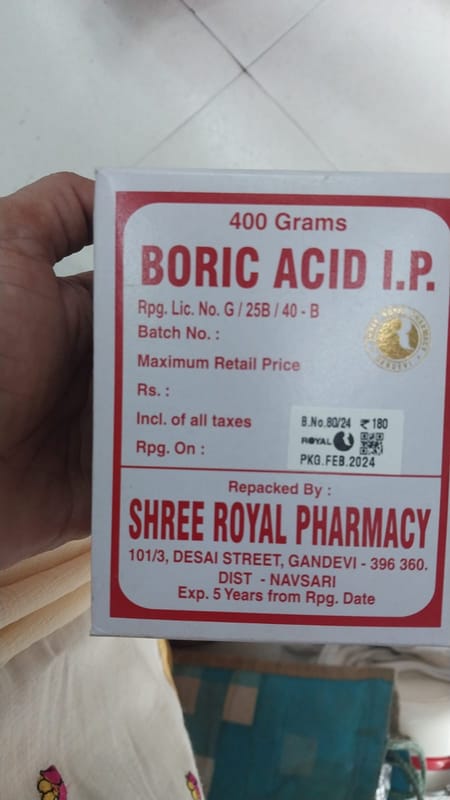 400 Grams
BORIC ACID I.P.
Rpg. Lic. No. G / 25B / 40 - B
Batch No. :
Maximum Retail Price
Rs. :
Incl. of all taxes
Rpg. On :
B.No.80/24 ₹ 180
ROYAL
PKG.FEB.2024
Repacked By :
SHREE ROYAL PHARMACY
101/3, DESAI STREET, GANDEVI - 396 360.
DIST - NAVSARI
Exp. 5 Years from Rpg. Date